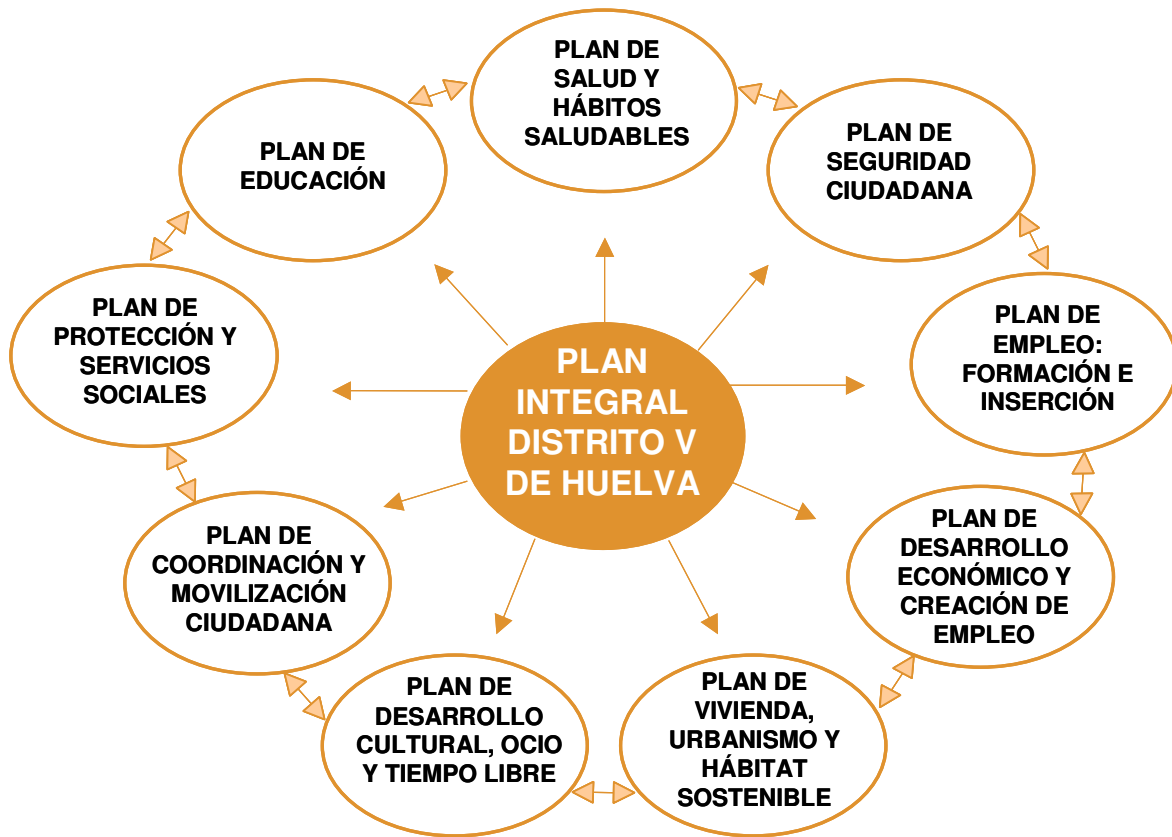 PLAN DE
SALUD Y
HÁBITOS
SALUDABLES
PLAN DE
SEGURIDAD
CIUDADANA
PLAN DE
EDUCACIÓN
PLAN DE
PROTECCIÓN Y
SERVICIOS
SOCIALES
PLAN DE
EMPLEO:
FORMACIÓN E
INSERCIÓN
PLAN
INTEGRAL
DISTRITO V
DE HUELVA
PLAN DE
COORDINACIÓN Y
MOVILIZACIÓN
CIUDADANA
PLAN DE
DESARROLLO
ECONÓMICO Y
CREACIÓN DE
EMPLEO
PLAN DE
DESARROLLO
CULTURAL, OCIO
Y TIEMPO LIBRE
PLAN DE
VIVIENDA,
URBANISMO Y
HÁBITAT
SOSTENIBLE